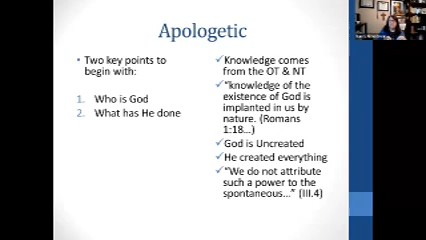 Apologetic
• Two key points to
begin with:
1. Who is God
2. What has He done
✓Knowledge comes
from the OT & NT
✓"knowledge of the
existence of God is
implanted in us by
nature. (Romans
1:18...)
✓God is Uncreated
✓He created everything
✓"We do not attribute
such a power to the
spontaneous..." (III.4)